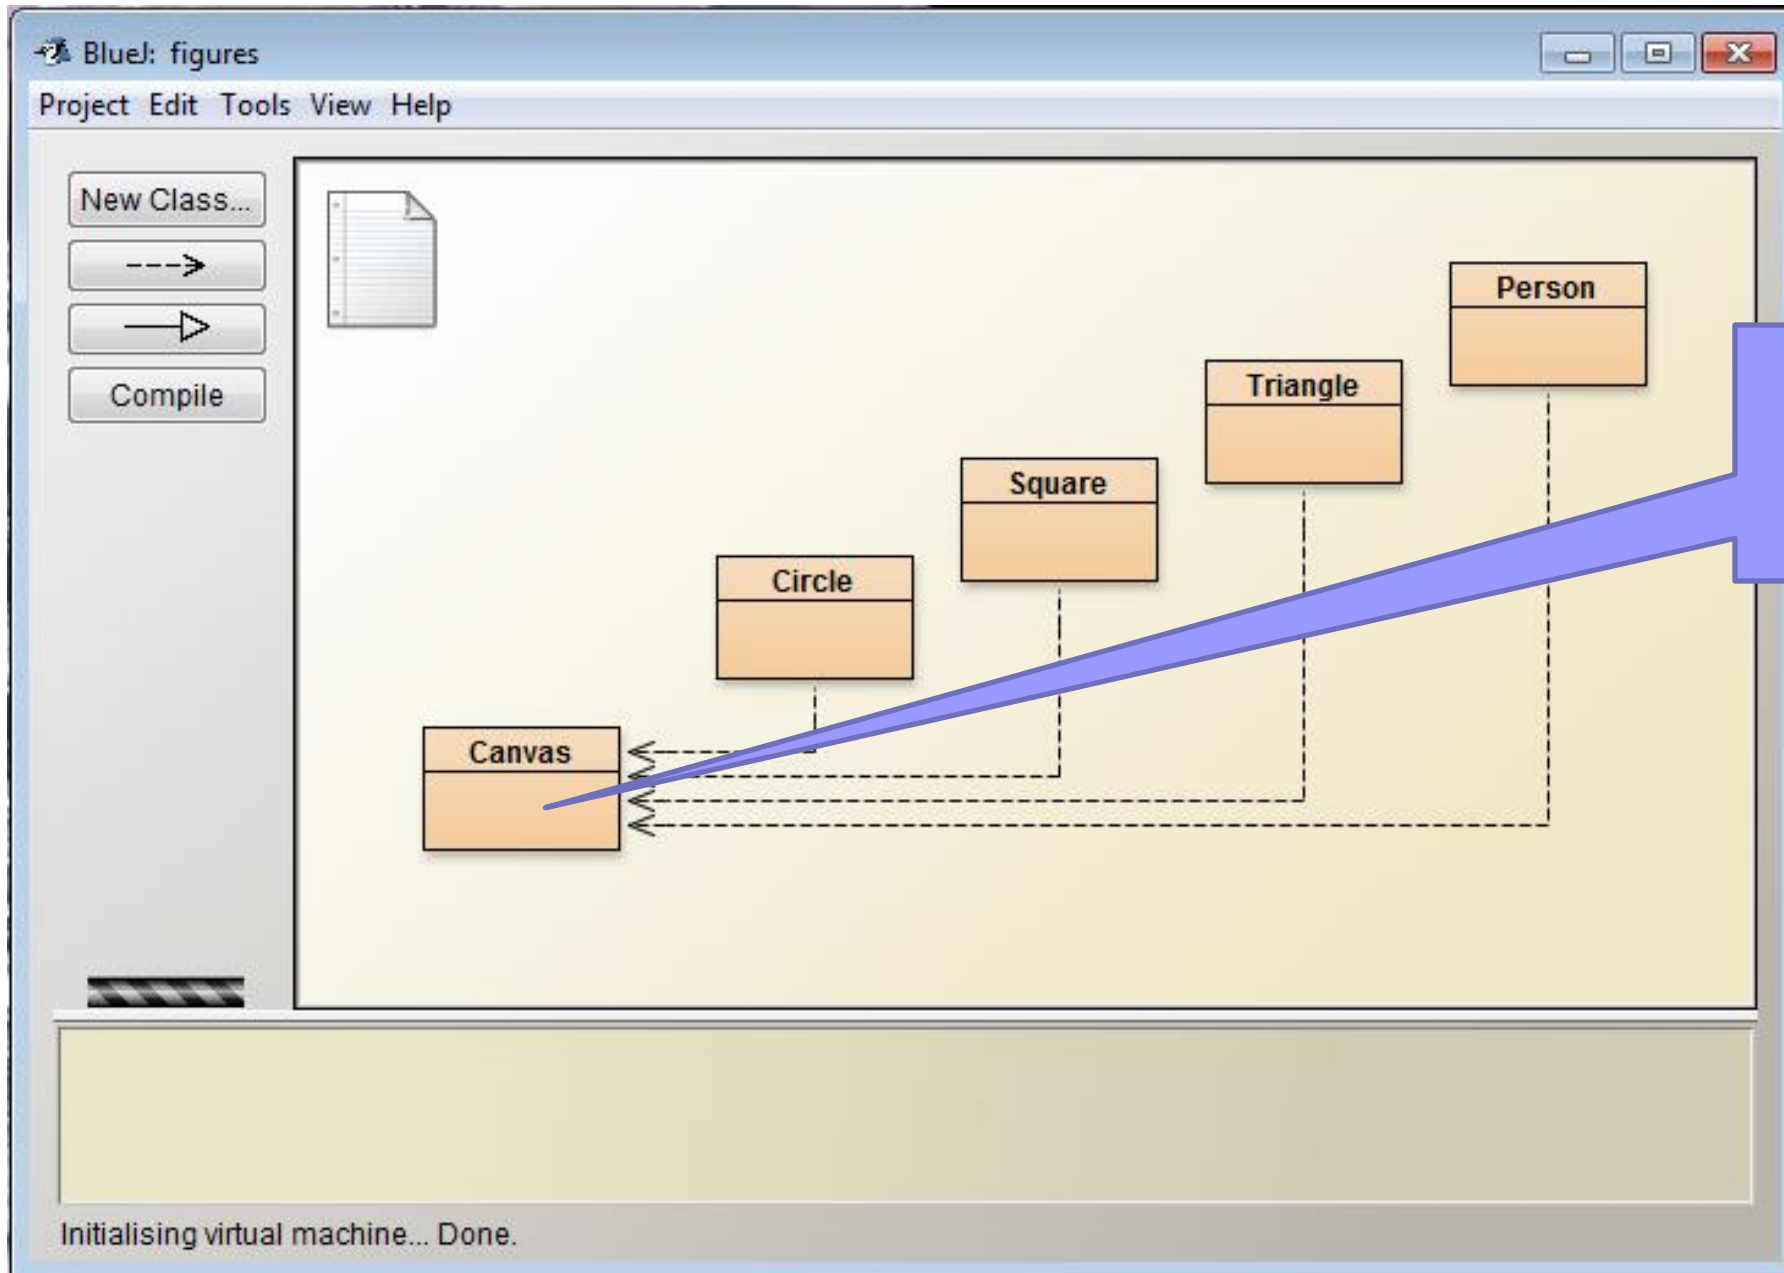 BlueJ: figures
Project Edit Tools View Help
New Class...
Compile
Person
Triangle
Square
Circle
Canvas
Initialising virtual machine... Done.